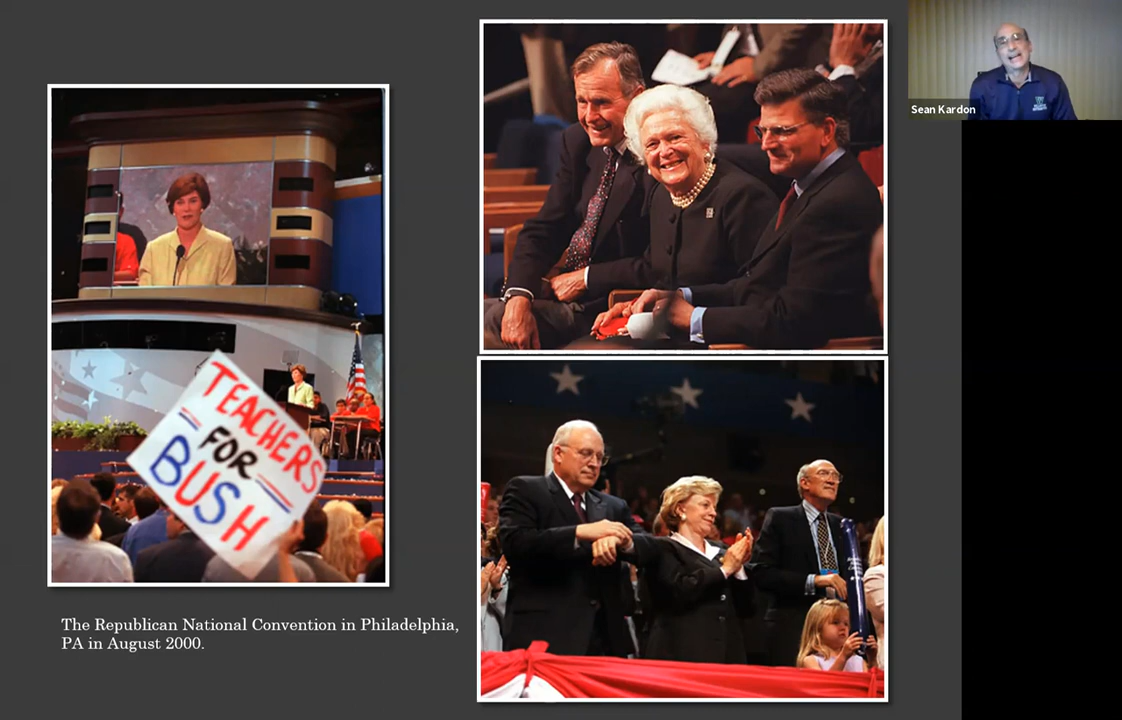 TEACHERS
FOR
BUSH
The Republican National Convention in Philadelphia,
PA in August 2000.
Sean Kardon